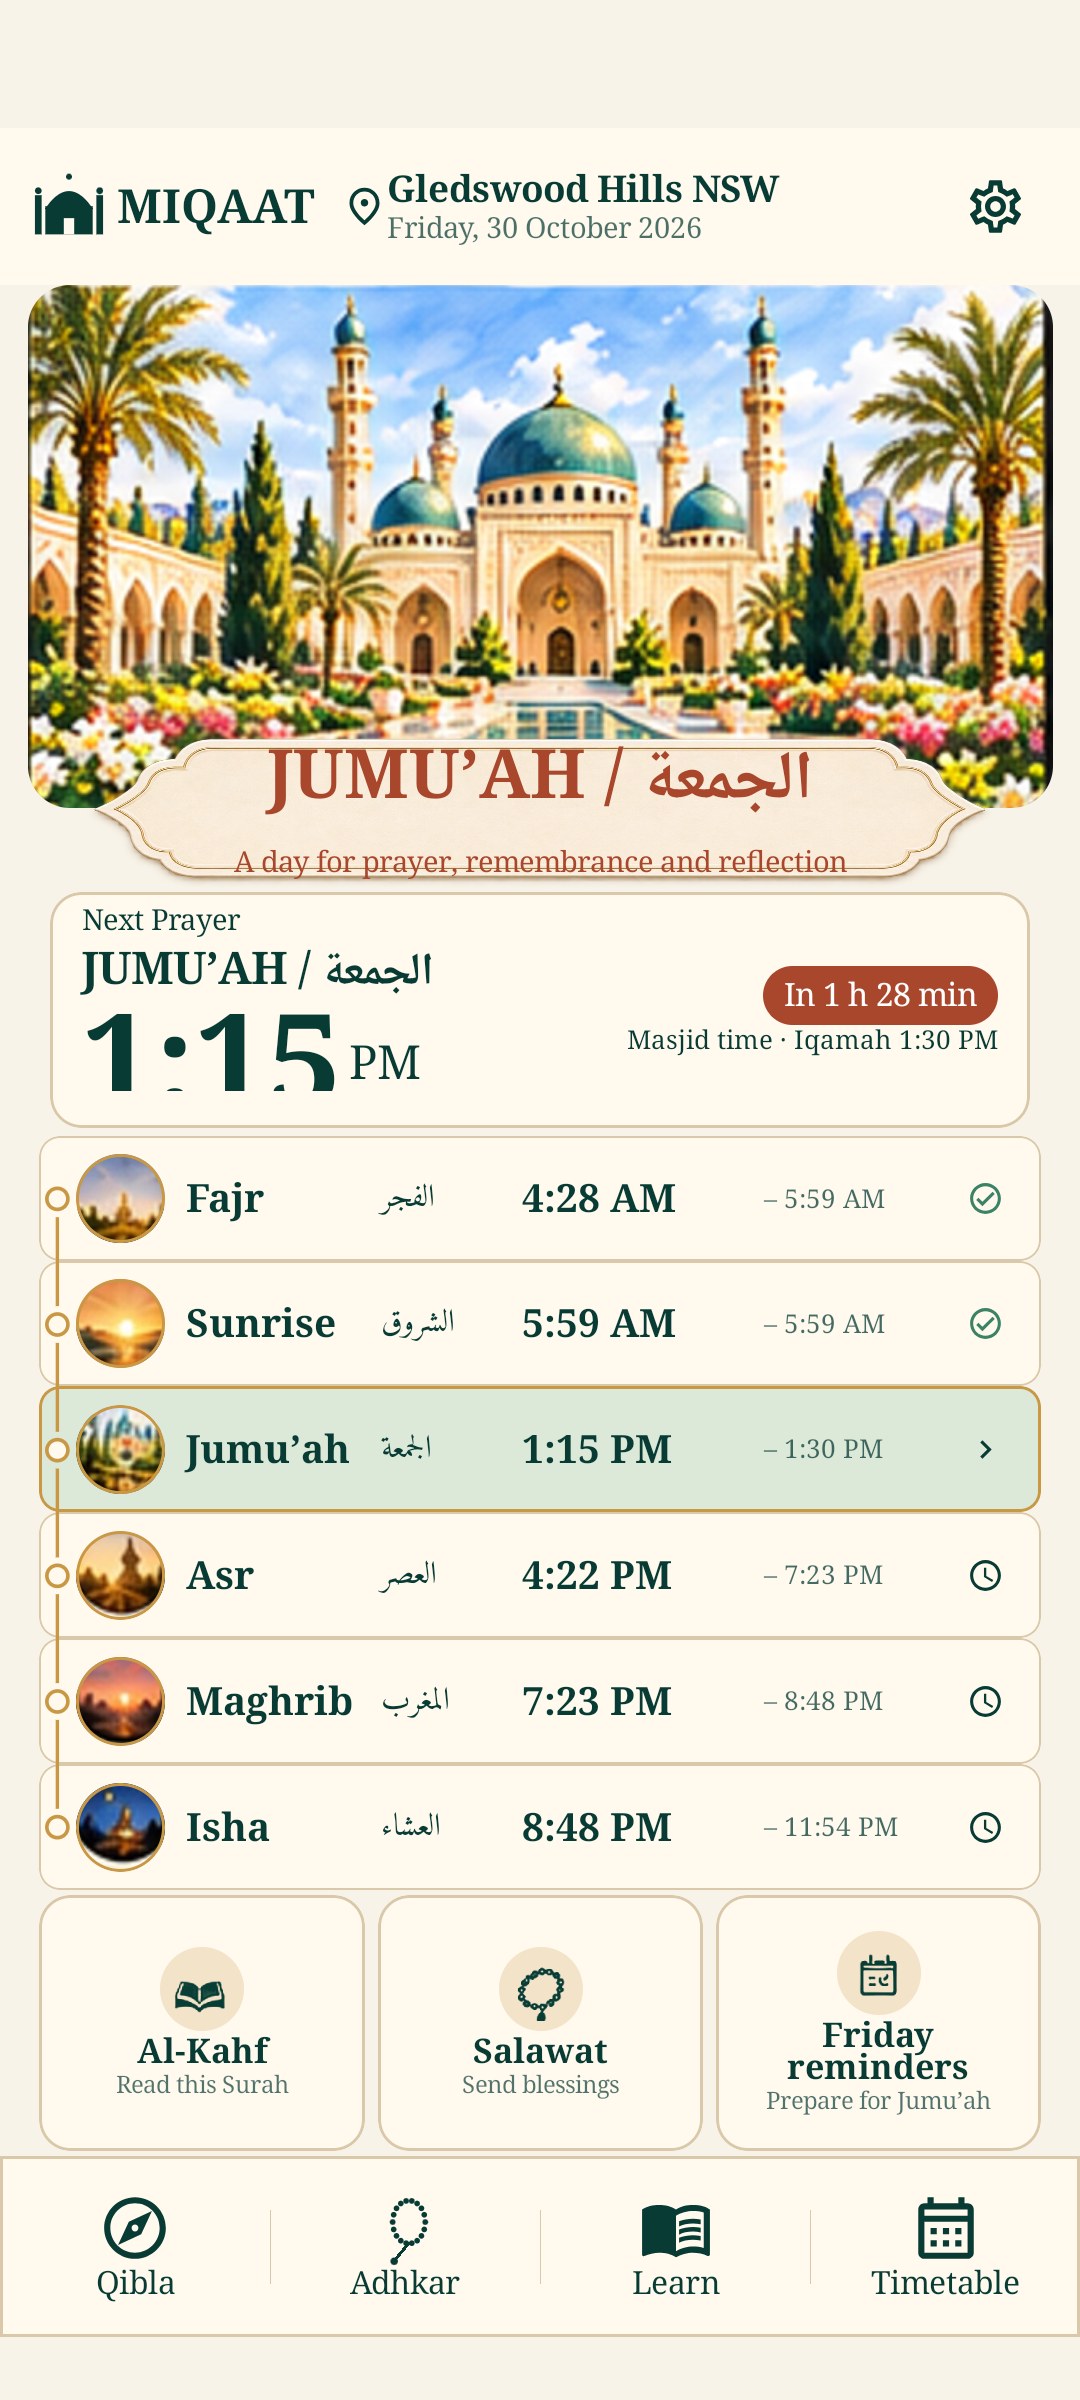 MIQAAT
Gledswood Hills NSW
Friday, 30 October 2026
JUMU’AH / الجمعة
A day for prayer, remembrance and reflection
Next Prayer
JUMU’AH / الجمعة
1:15 PM
In 1 h 28 min
Masjid time · Iqamah 1:30 PM
Fajr الفجر 4:28 AM – 5:59 AM
Sunrise الشروق 5:59 AM – 5:59 AM
Jumu’ah الجمعة 1:15 PM – 1:30 PM
Asr العصر 4:22 PM – 7:23 PM
Maghrib المغرب 7:23 PM – 8:48 PM
Isha العشاء 8:48 PM – 11:54 PM
Al-Kahf
Read this Surah
Salawat
Send blessings
Friday
reminders
Prepare for Jumu’ah
Qibla
Adhkar
Learn
Timetable